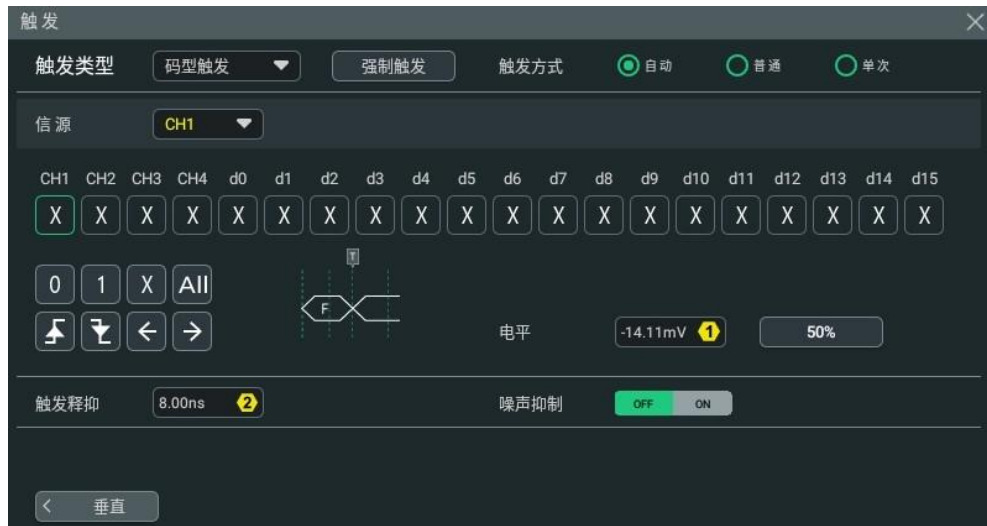 触发
触发类型 码型触发 强制触发 触发方式 自动 普通 单次
信源 CH1
CH1 CH2 CH3 CH4 d0 d1 d2 d3 d4 d5 d6 d7 d8 d9 d10 d11 d12 d13 d14 d15
X X X X X X X X X X X X X X X X X X X X
T
0 1 X All
F
电平 -14.11mV 1 50%
触发释抑 8.00ns 2 噪声抑制 OFF ON
垂直